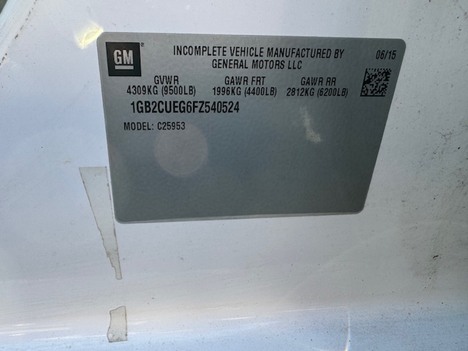 GM
INCOMPLETE VEHICLE MANUFACTURED BY
GENERAL MOTORS LLC
06/15
GVWR GAWR FRT GAWR RR
4309KG (9500LB) 1996KG (4400LB) 2812KG (6200LB)
1GB2CUEG6FZ540524
MODEL: C25953